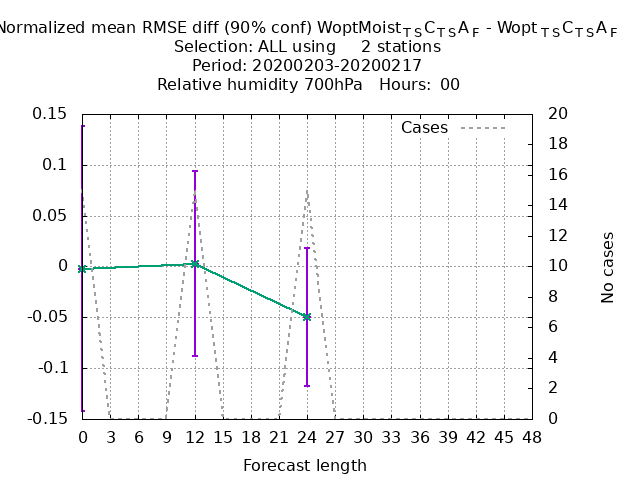 Normalized mean RMSE diff (90% conf) WoptMoistTSCTSAF - WoptTSCTSAF
Selection: ALL using 2 stations
Period: 20200203-20200217
Relative humidity 700hPa Hours: 00
Cases
0.15
0.1
0.05
0
-0.05
-0.1
-0.15
20
18
16
14
12
10
8
6
4
2
0
No cases
0 3 6 9 12 15 18 21 24 27 30 33 36 39 42 45 48
Forecast length